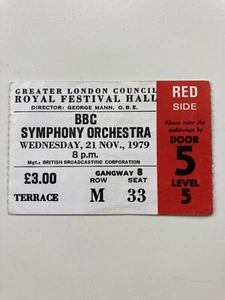 GREATER LONDON COUNCIL
ROYAL FESTIVAL HALL
DIRECTOR: GEORGE MANN, O.B.E.
BBC
SYMPHONY ORCHESTRA
WEDNESDAY, 21 NOV., 1979
8 p.m.
Mgt.: BRITISH BROADCASTING CORPORATION
GANGWAY 8
£3.00 ROW SEAT
TERRACE M 33
RED
SIDE
Please enter the
auditorium by
DOOR
5
LEVEL
5